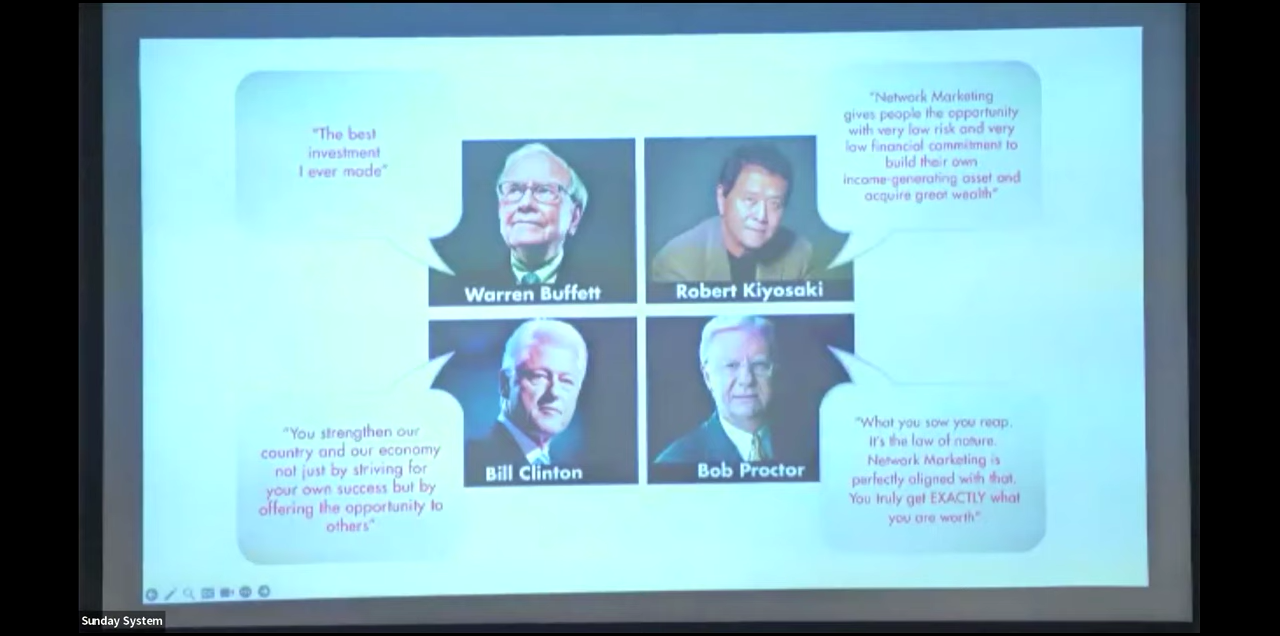 "The best
investment
I ever made"
"Network Marketing
gives people the opportunity
with very low risk and very
low financial commitment to
build their own
income-generating asset and
acquire great wealth"
Warren Buffett
Robert Kiyosaki
"You strengthen our
country and our economy
not just by striving for
your own success but by
offering the opportunity to
others"
Bill Clinton
Bob Proctor
"What you sow you reap.
It's the law of nature.
Network Marketing is
perfectly aligned with that.
You truly get EXACTLY what
you are worth"
Sunday System